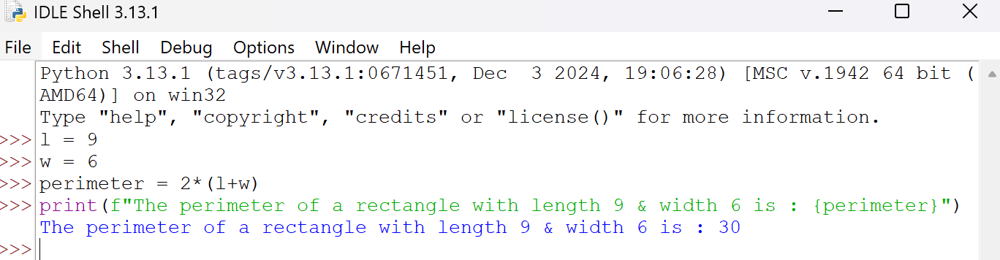 IDLE Shell 3.13.1
File Edit Shell Debug Options Window Help
Python 3.13.1 (tags/v3.13.1:0671451, Dec  3 2024, 19:06:28) [MSC v.1942 64 bit (
AMD64)] on win32
Type "help", "copyright", "credits" or "license()" for more information.
>>> l = 9
>>> w = 6
>>> perimeter = 2*(l+w)
>>> print(f"The perimeter of a rectangle with length 9 & width 6 is : {perimeter}")
The perimeter of a rectangle with length 9 & width 6 is : 30
>>>